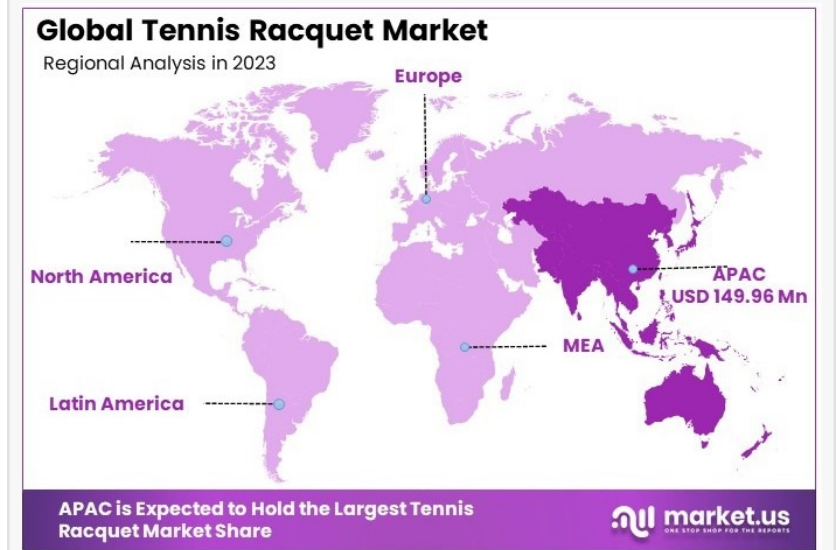 Global Tennis Racquet Market
Regional Analysis in 2023
Europe
North America
APAC
USD 149.96 Mn
MEA
Latin America
APAC is Expected to Hold the Largest Tennis
Racquet Market Share
market.us
ONE STOP SHOP FOR THE REPORTS